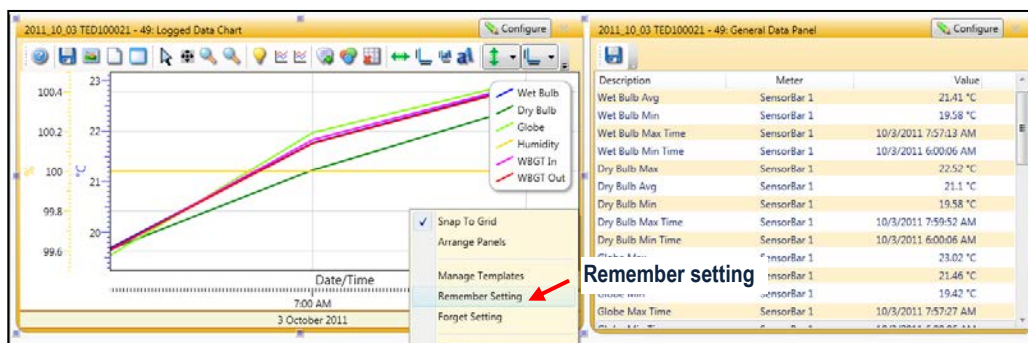 2011_10_03 TED100021 - 49: Logged Data Chart
Configure
100.4
100.2
100
99.8
99.6
%
23
22
21
20
°C
Wet Bulb
Dry Bulb
Globe
Humidity
WBGT In
WBGT Out
Date/Time
7:00 AM
3 October 2011
Snap To Grid
Arrange Panels
Manage Templates
Remember Setting
Forget Setting
Remember setting
2011_10_03 TED100021 - 49: General Data Panel
Configure
Description Meter Value
Wet Bulb Avg SensorBar 1 21.41 °C
Wet Bulb Min SensorBar 1 19.58 °C
Wet Bulb Max Time SensorBar 1 10/3/2011 7:57:13 AM
Wet Bulb Min Time SensorBar 1 10/3/2011 6:00:06 AM
Dry Bulb Max SensorBar 1 22.52 °C
Dry Bulb Avg SensorBar 1 21.1 °C
Dry Bulb Min SensorBar 1 19.58 °C
Dry Bulb Max Time SensorBar 1 10/3/2011 7:59:52 AM
Dry Bulb Min Time SensorBar 1 10/3/2011 6:00:06 AM
Globe Max SensorBar 1 23.02 °C
SensorBar 1 21.46 °C
Globe Min SensorBar 1 19.42 °C
Globe Max Time SensorBar 1 10/3/2011 7:57:27 AM